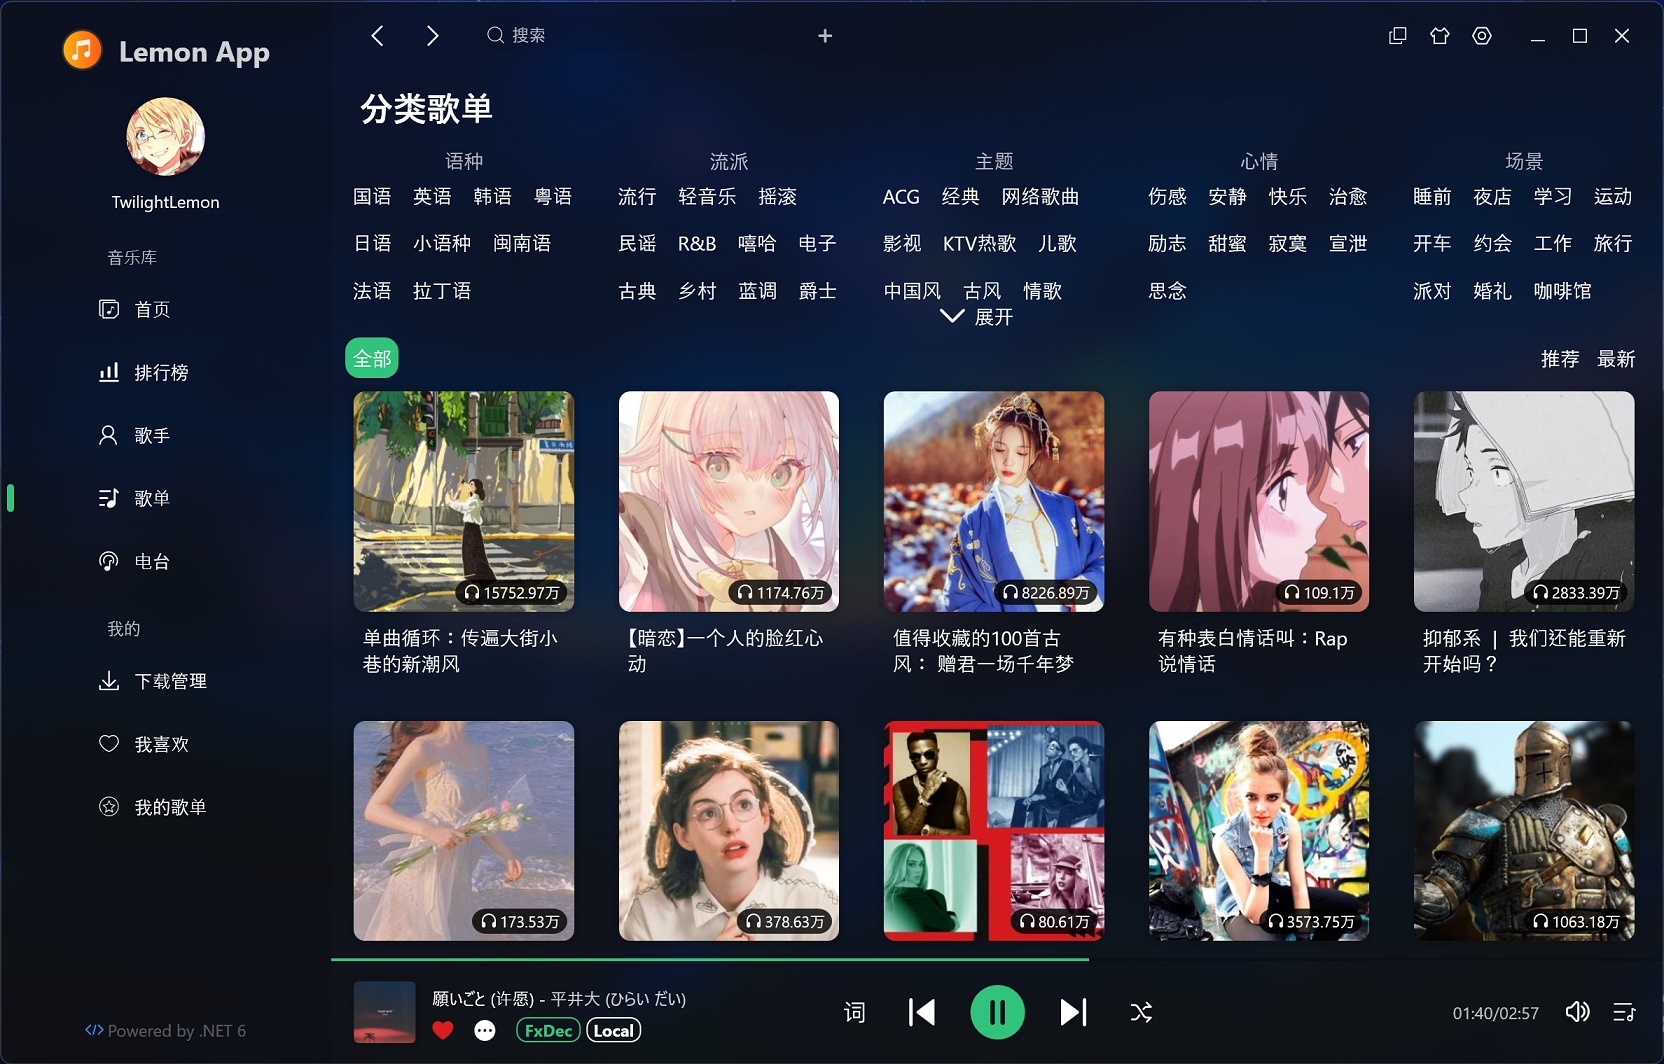 Lemon App
搜索
TwilightLemon
音乐库
首页
排行榜
歌手
歌单
电台
我的
下载管理
我喜欢
我的歌单
Powered by .NET 6
分类歌单
语种
国语 英语 韩语 粤语
日语 小语种 闽南语
法语 拉丁语
流派
流行 轻音乐 摇滚
民谣 R&B 嘻哈 电子
古典 乡村 蓝调 爵士
主题
ACG 经典 网络歌曲
影视 KTV热歌 儿歌
中国风 古风 情歌
心情
伤感 安静 快乐 治愈
励志 甜蜜 寂寞 宣泄
思念
场景
睡前 夜店 学习 运动
开车 约会 工作 旅行
派对 婚礼 咖啡馆
展开
全部
推荐 最新
15752.97万
单曲循环：传遍大街小
巷的新潮风
1174.76万
【暗恋】一个人的脸红心
动
8226.89万
值得收藏的100首古
风： 赠君一场千年梦
109.1万
有种表白情话叫：Rap
说情话
2833.39万
抑郁系 | 我们还能重新
开始吗？
173.53万
378.63万
80.61万
3573.75万
1063.18万
願いごと (许愿) - 平井大 (ひらい だい)
FxDec Local
词
01:40/02:57